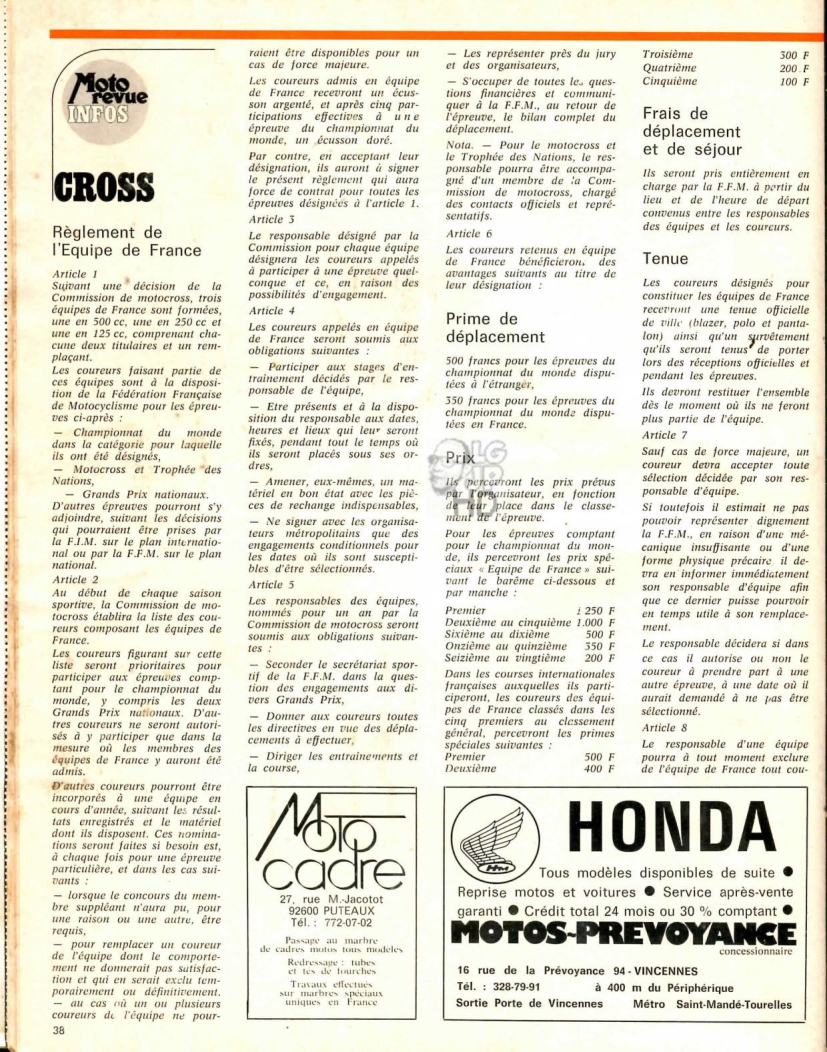 Moto
revue
INFOS
CROSS
Règlement de
l'Equipe de France
Article 1
Suivant une décision de la
Commission de motocross, trois
équipes de France sont formées,
une en 500 cc, une en 250 cc et
une en 125 cc, comprenant cha-
cune deux titulaires et un rem-
plaçant.
Les coureurs faisant partie de
ces équipes sont à la disposi-
tion de la Fédération Française
de Motocyclisme pour les épreu-
ves ci-après :
— Championnat du monde
dans la catégorie pour laquelle
ils ont été désignés,
— Motocross et Trophée des
Nations,
— Grands Prix nationaux.
D'autres épreuves pourront s'y
adjoindre, suivant les décisions
qui pourraient être prises par
la F.I.M. sur le plan internatio-
nal ou par la F.F.M. sur le plan
national.
Article 2
Au début de chaque saison
sportive, la Commission de mo-
tocross établira la liste des cou-
reurs composant les équipes de
France.
Les coureurs figurant sur cette
liste seront prioritaires pour
participer aux épreuves comp-
tant pour le championnat du
monde, y compris les deux
Grands Prix nationaux. D'au-
tres coureurs ne seront autori-
sés à y participer que dans la
mesure où les membres des
équipes de France y auront été
admis.
D'autres coureurs pourront être
incorporés à une équipe en
cours d'année, suivant les résul-
tats enregistrés et le matériel
dont ils disposent. Ces nomina-
tions seront faites si besoin est,
à chaque fois pour une épreuve
particulière, et dans les cas sui-
vants :
— lorsque le concours du mem-
bre suppléant n'aura pu, pour
une raison ou une autre, être
requis,
— pour remplacer un coureur
de l'équipe dont le comporte-
ment ne donnerait pas satisfac-
tion et qui en serait exclu tem-
porairement ou définitivement.
— au cas où un ou plusieurs
coureurs de l'équipe ne pour-
38
raient être disponibles pour un
cas de force majeure.
Les coureurs admis en équipe
de France recevront un écus-
son argenté, et après cinq par-
ticipations effectives à une
épreuve du championnat du
monde, un écusson doré.
Par contre, en acceptant leur
désignation, ils auront à signer
le présent règlement qui aura
force de contrat pour toutes les
épreuves désignées à l'article 1.
Article 3
Le responsable désigné par la
Commission pour chaque équipe
désignera les coureurs appelés
à participer à une épreuve quel-
conque et ce, en raison des
possibilités d'engagement.
Article 4
Les coureurs appelés en équipe
de France seront soumis aux
obligations suivantes :
— Participer aux stages d'en-
trainement décidés par le res-
ponsable de l'équipe,
— Etre présents et à la dispo-
sition du responsable aux dates,
heures et lieux qui leur seront
fixés, pendant tout le temps où
ils seront placés sous ses or-
dres,
— Amener, eux-mêmes, un ma-
tériel en bon état avec les piè-
ces de rechange indispensables,
— Ne signer avec les organisa-
teurs métropolitains que des
engagements conditionnels pour
les dates où ils sont suscepti-
bles d'être sélectionnés.
Article 5
Les responsables des équipes,
nommés pour un an par la
Commission de motocross seront
soumis aux obligations suivan-
tes :
— Seconder le secrétariat spor-
tif de la F.F.M. dans la ques-
tion des engagements aux di-
vers Grands Prix,
— Donner aux coureurs toutes
les directives en vue des dépla-
cements à effectuer,
— Diriger les entrainements et
la course,
— Les représenter près du jury
et des organisateurs,
— S'occuper de toutes les ques-
tions financières et communi-
quer à la F.F.M., au retour de
l'épreuve, le bilan complet du
déplacement.
Nota. — Pour le motocross et
le Trophée des Nations, le res-
ponsable pourra être accompa-
gné d'un membre de la Com-
mission de motocross, chargé
des contacts officiels et repré-
sentatifs.
Article 6
Les coureurs retenus en équipe
de France bénéficieront des
avantages suivants au titre de
leur désignation :
Prime de
déplacement
500 francs pour les épreuves du
championnat du monde dispu-
tées à l'étranger,
350 francs pour les épreuves du
championnat du monde dispu-
tées en France.
Prix
Ils percevront les prix prévus
par l'organisateur, en fonction
de leur place dans le classe-
ment de l'épreuve.
Pour les épreuves comptant
pour le championnat du mon-
de, ils percevront les prix spé-
ciaux « Equipe de France » sui-
vant le barême ci-dessous et
par manche :
Premier 1 250 F
Deuxième au cinquième 1.000 F
Sixième au dixième 500 F
Onzième au quinzième 350 F
Seizième au vingtième 200 F
Dans les courses internationales
françaises auxquelles ils parti-
ciperont, les coureurs des équi-
pes de France classés dans les
cinq premiers au classement
général, percevront les primes
spéciales suivantes :
Premier 500 F
Deuxième 400 F
Troisième 300 F
Quatrième 200 F
Cinquième 100 F
Frais de
déplacement
et de séjour
Ils seront pris entièrement en
charge par la F.F.M. à partir du
lieu et de l'heure de départ
convenus entre les responsables
des équipes et les coureurs.
Tenue
Les coureurs désignés pour
constituer les équipes de France
recevront une tenue officielle
de ville (blazer, polo et panta-
lon) ainsi qu'un survêtement
qu'ils seront tenus de porter
lors des réceptions officielles et
pendant les épreuves.
Ils devront restituer l'ensemble
dès le moment où ils ne feront
plus partie de l'équipe.
Article 7
Sauf cas de force majeure, un
coureur devra accepter toute
sélection décidée par son res-
ponsable d'équipe.
Si toutefois il estimait ne pas
pouvoir représenter dignement
la F.F.M., en raison d'une mé-
canique insuffisante ou d'une
forme physique précaire il de-
vra en informer immédiatement
son responsable d'équipe afin
que ce dernier puisse pourvoir
en temps utile à son remplace-
ment.
Le responsable décidera si dans
ce cas il autorise ou non le
coureur à prendre part à une
autre épreuve, à une date où il
aurait demandé à ne pas être
sélectionné.
Article 8
Le responsable d'une équipe
pourra à tout moment exclure
de l'équipe de France tout cou-
Moto
cadre
27, rue M.-Jacotot
92600 PUTEAUX
Tél. : 772-07-02
Passage au marbre
de cadres motos tous modèles
Redressage : tubes
et tés de fourches
Travaux effectués
sur marbres spéciaux
uniques en France
HONDA
Tous modèles disponibles de suite ●
Reprise motos et voitures ● Service après-vente
garanti ● Crédit total 24 mois ou 30 % comptant ●
MOTOS-PREVOYANCE
concessionnaire
16 rue de la Prévoyance 94 - VINCENNES
Tél. : 328-79-91 à 400 m du Périphérique
Sortie Porte de Vincennes Métro Saint-Mandé-Tourelles